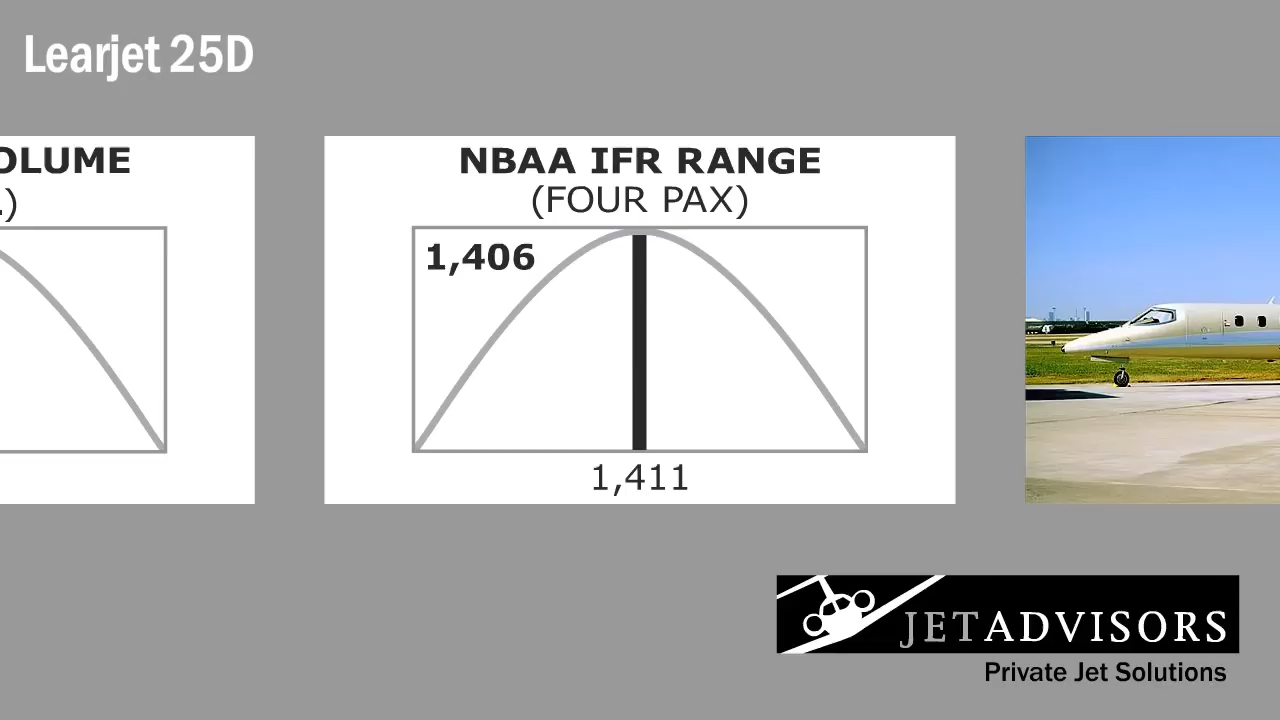 Learjet 25D
OLUME
.)
NBAA IFR RANGE
(FOUR PAX)
1,406
1,411
JETADVISORS
Private Jet Solutions